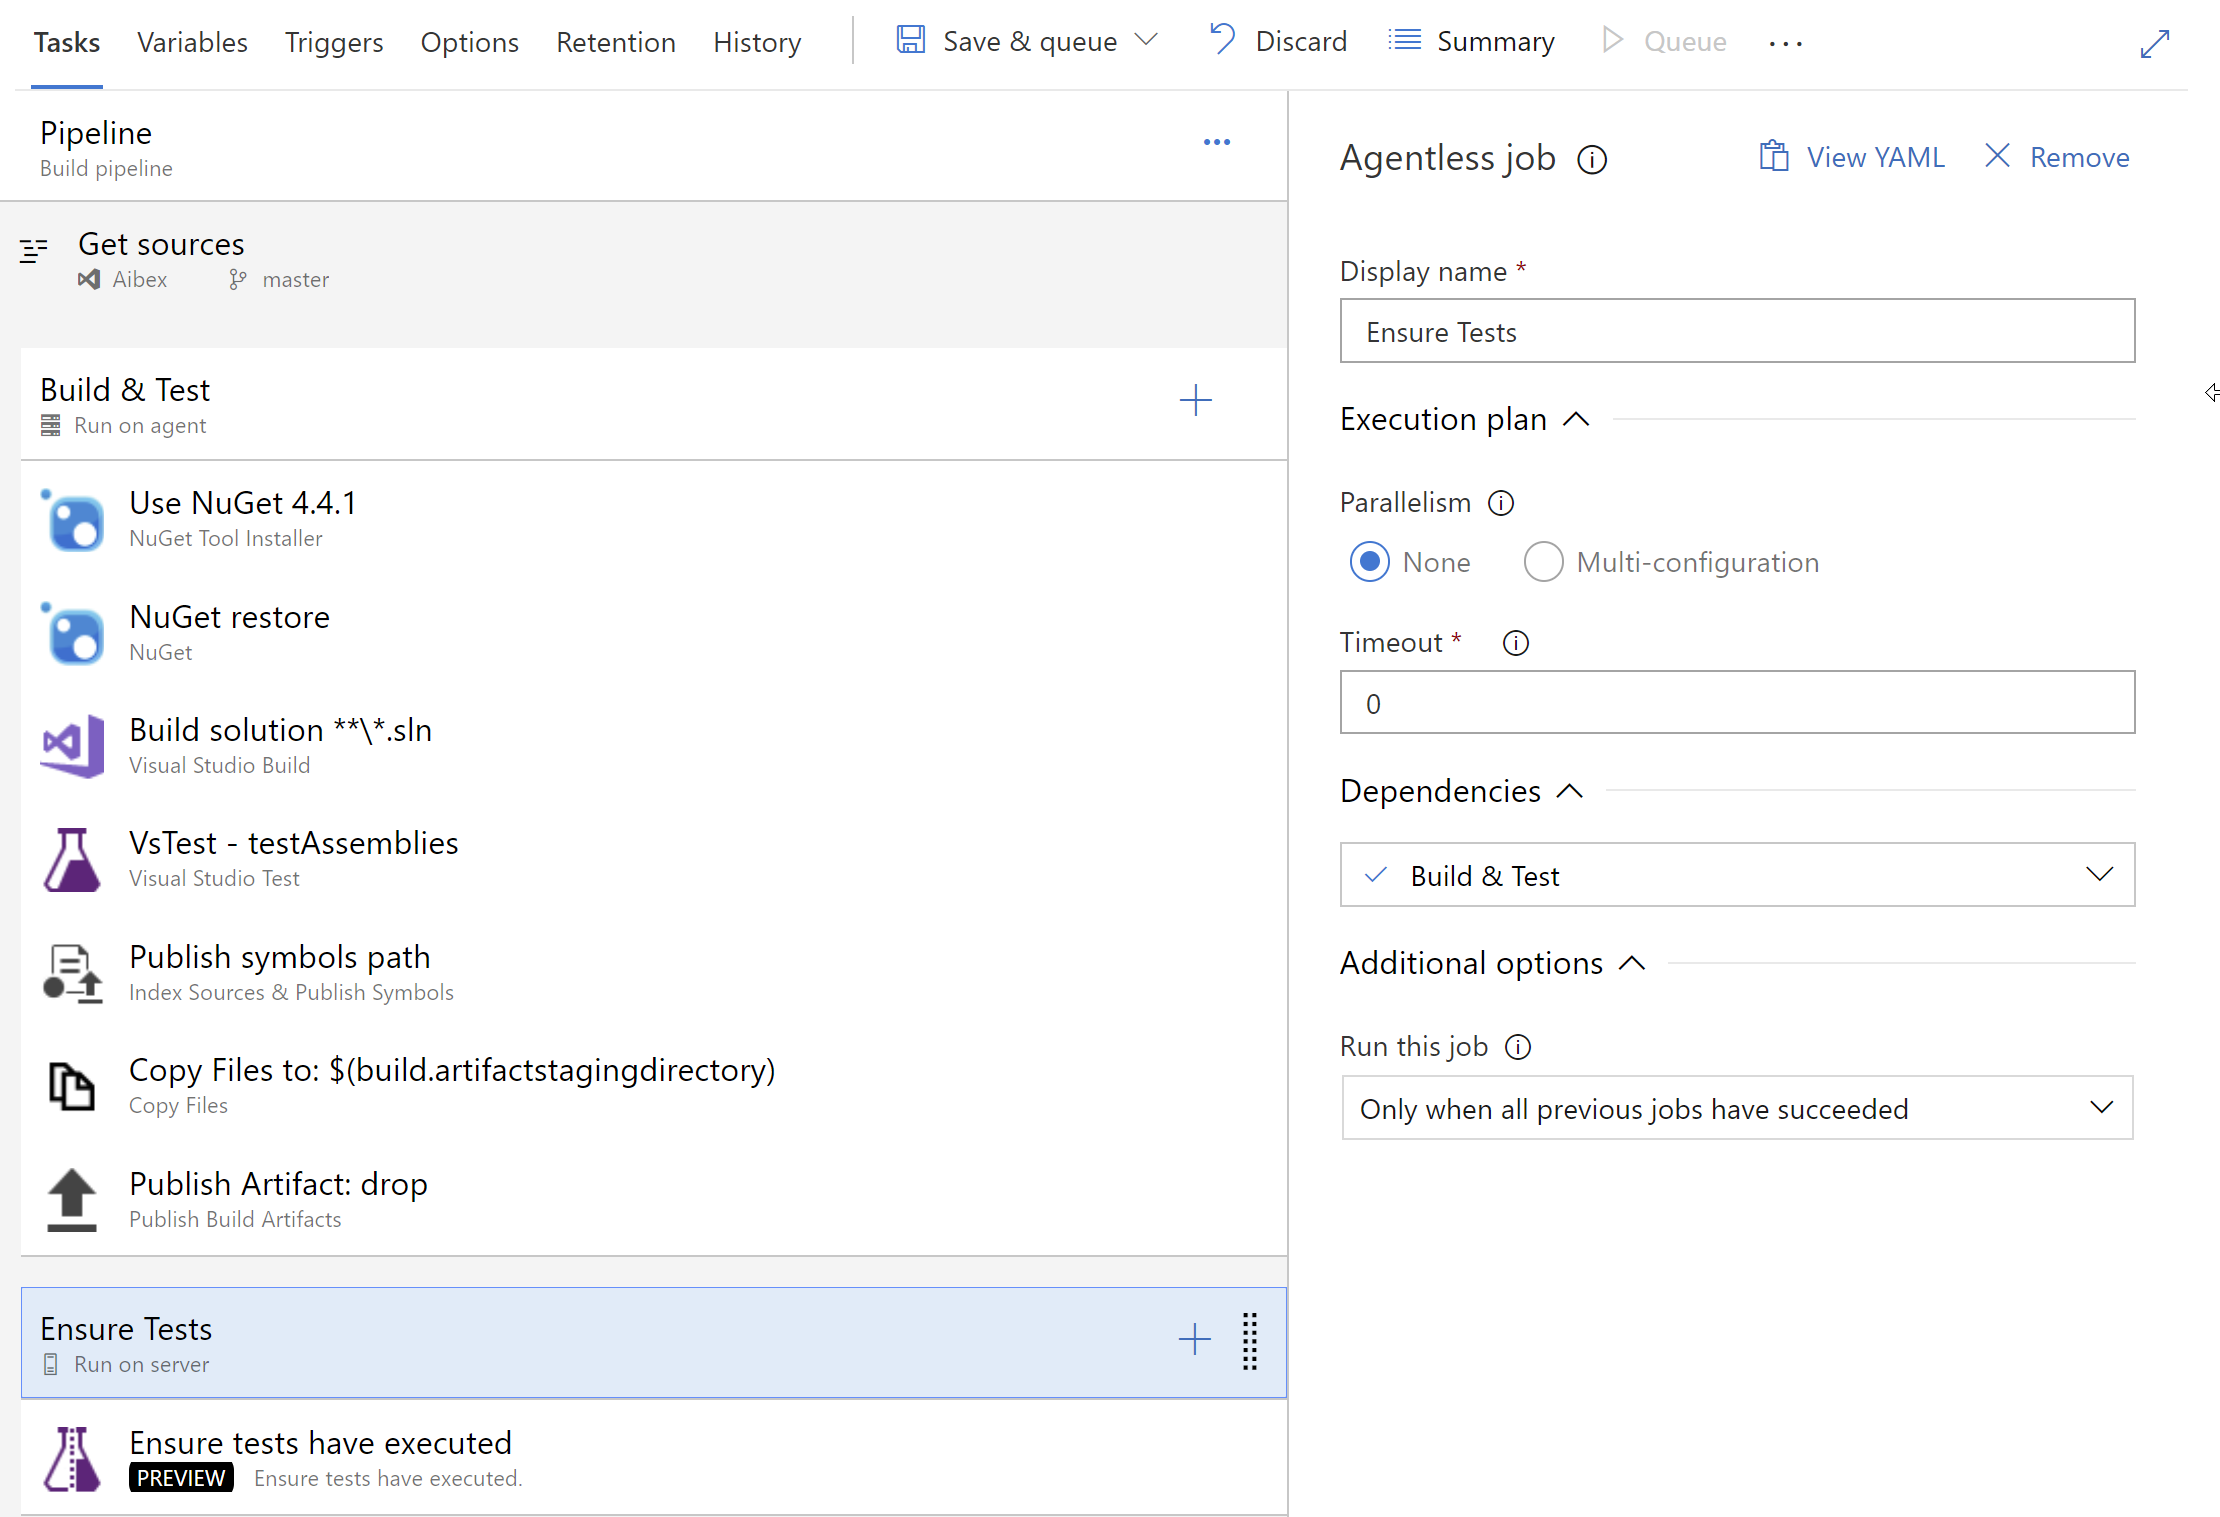 Tasks Variables Triggers Options Retention History Save & queue Discard Summary Queue ...
Pipeline
Build pipeline
Get sources
Aibex master
Build & Test
Run on agent
Use NuGet 4.4.1
NuGet Tool Installer
NuGet restore
NuGet
Build solution **\*.sln
Visual Studio Build
VsTest - testAssemblies
Visual Studio Test
Publish symbols path
Index Sources & Publish Symbols
Copy Files to: $(build.artifactstagingdirectory)
Copy Files
Publish Artifact: drop
Publish Build Artifacts
Ensure Tests
Run on server
Ensure tests have executed
PREVIEW Ensure tests have executed.
Agentless job View YAML Remove
Display name *
Ensure Tests
Execution plan
Parallelism
None Multi-configuration
Timeout *
0
Dependencies
Build & Test
Additional options
Run this job
Only when all previous jobs have succeeded